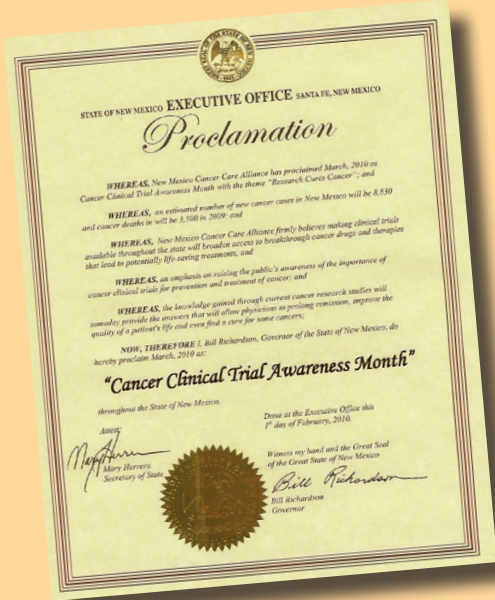 STATE OF NEW MEXICO EXECUTIVE OFFICE SANTA FE, NEW MEXICO
Proclamation
WHEREAS, New Mexico Cancer Care Alliance has proclaimed March, 2010 as
Cancer Clinical Trial Awareness Month with the theme "Research Cures Cancer"; and
WHEREAS, an estimated number of new cancer cases in New Mexico will be 8,830
and cancer deaths in will be 3,300 in 2009; and
WHEREAS, New Mexico Cancer Care Alliance firmly believes making clinical trials
available throughout the state will broaden access to breakthrough cancer drugs and therapies
that lead to potentially life-saving treatments, and
WHEREAS, an emphasis on raising the public's awareness of the importance of
cancer clinical trials for prevention and treatment of cancer; and
WHEREAS, the knowledge gained through current cancer research studies will
someday provide the answers that will allow physicians to prolong remission, improve the
quality of a patient's life and even find a cure for some cancers;
NOW, THEREFORE I, Bill Richardson, Governor of the State of New Mexico, do
hereby proclaim March, 2010 as:
"Cancer Clinical Trial Awareness Month"
throughout the State of New Mexico.
Attest:
Mary Herrera
Mary Herrera
Secretary of State
Done at the Executive Office this
1st day of February, 2010.
Witness my hand and the Great Seal
of the Great State of New Mexico
Bill Richardson
Bill Richardson
Governor